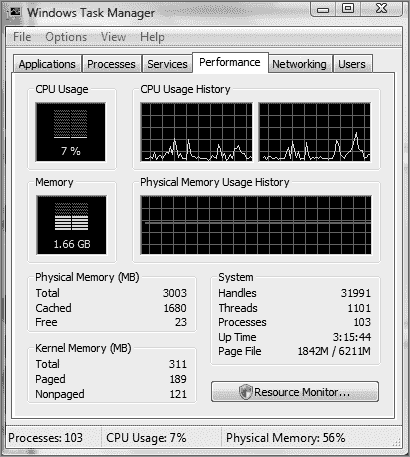 Windows Task Manager
File Options View Help
Applications Processes Services Performance Networking Users
CPU Usage
7 %
CPU Usage History
Memory
1.66 GB
Physical Memory Usage History
Physical Memory (MB)
Total 3003
Cached 1680
Free 23
Kernel Memory (MB)
Total 311
Paged 189
Nonpaged 121
System
Handles 31991
Threads 1101
Processes 103
Up Time 3:15:44
Page File 1842M / 6211M
Resource Monitor...
Processes: 103 CPU Usage: 7% Physical Memory: 56%